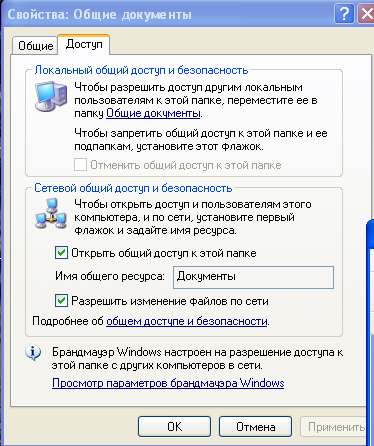 Свойства: Общие документы
Общие
Доступ
Локальный общий доступ и безопасность
Чтобы разрешить доступ другим локальным
пользователям к этой папке, переместите ее в
папку Общие документы.
Чтобы запретить общий доступ к этой папке и ее
подпапкам, установите этот флажок.
Отменить общий доступ к этой папке
Сетевой общий доступ и безопасность
Чтобы открыть доступ и пользователям этого
компьютера, и по сети, установите первый
флажок и задайте имя ресурса.
Открыть общий доступ к этой папке
Имя общего ресурса: Документы
Разрешить изменение файлов по сети
Подробнее об общем доступе и безопасности.
Брандмауэр Windows настроен на разрешение доступа к
этой папке с других компьютеров в сети.
Просмотр параметров брандмауэра Windows
OK
Отмена
Применить